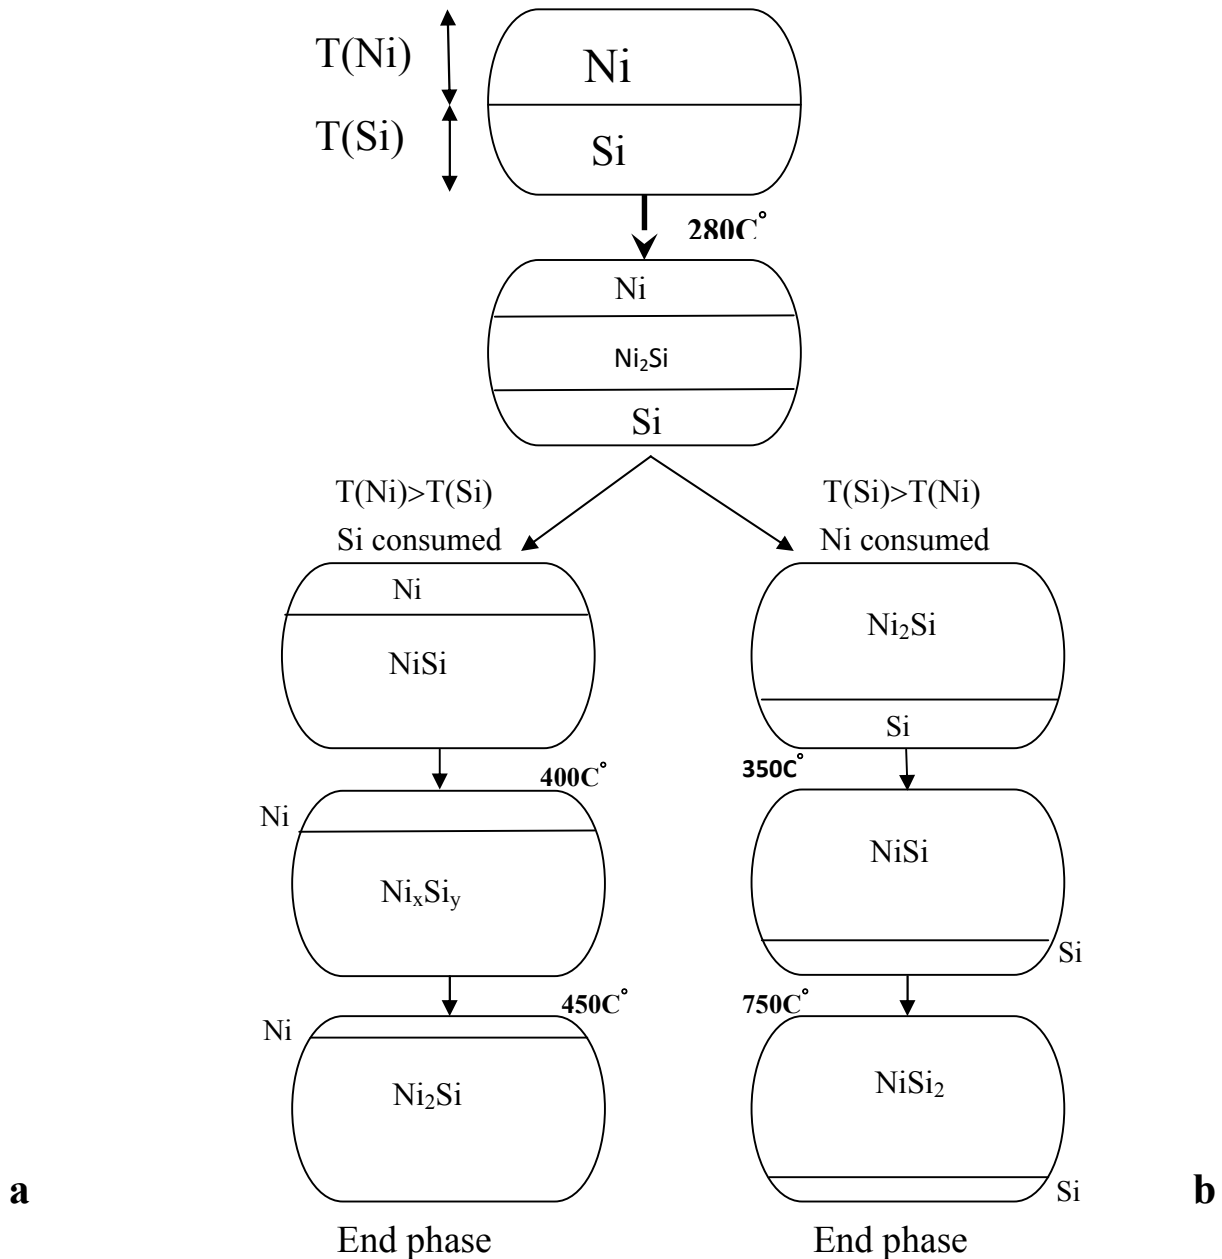 T(Ni)
Ni
T(Si)
Si
280C°
Ni
Ni₂Si
Si
T(Ni)>T(Si)
Si consumed
T(Si)>T(Ni)
Ni consumed
Ni
NiSi
Ni₂Si
Si
400C°
350C°
Ni
NiₓSiᵧ
NiSi
Si
450C°
750C°
Ni
Ni₂Si
NiSi₂
Si
a
b
End phase
End phase